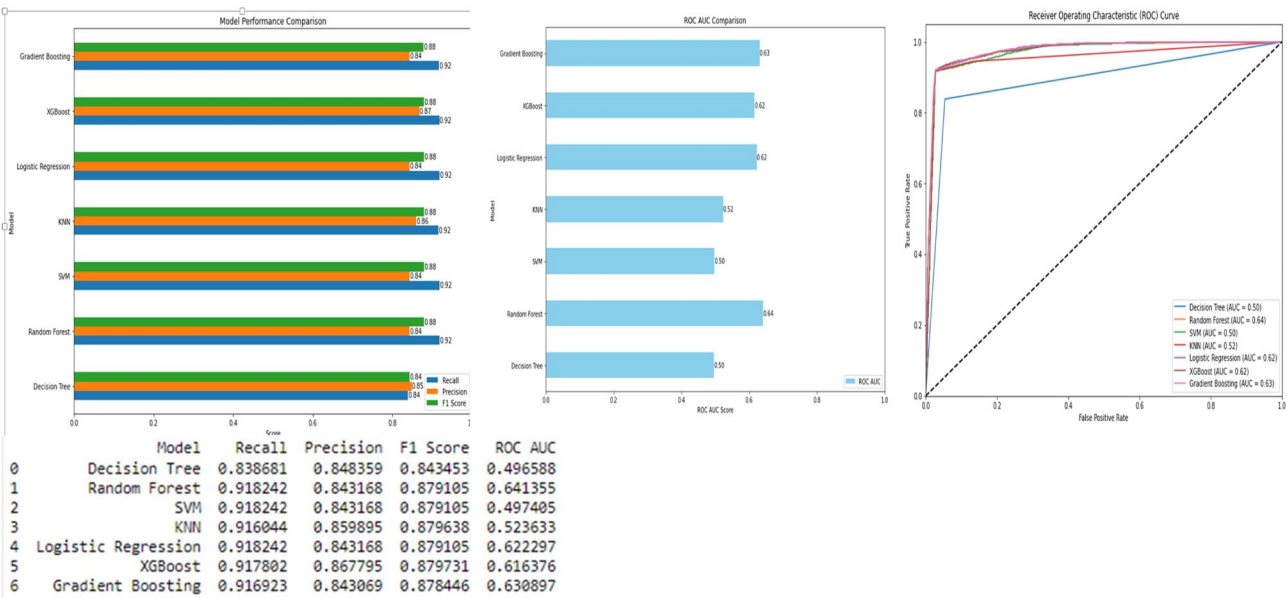 Model Performance Comparison
Gradient Boosting
0.88
0.84
0.92
XGBoost
0.88
0.87
0.92
Logistic Regression
0.88
0.84
0.92
KNN
0.88
0.86
0.92
SVM
0.88
0.84
0.92
Random Forest
0.88
0.84
0.92
Decision Tree
0.84
0.85
0.84
Recall
Precision
F1 Score
Model
0.0 0.2 0.4 0.6 0.8 1
Score
ROC AUC Comparison
Gradient Boosting 0.63
XGBoost 0.62
Logistic Regression 0.62
KNN 0.52
SVM 0.50
Random Forest 0.64
Decision Tree 0.50
ROC AUC
Model
0.0 0.2 0.4 0.6 0.8 1.0
ROC AUC Score
Receiver Operating Characteristic (ROC) Curve
1.0
0.8
0.6
0.4
0.2
0.0
True Positive Rate
Decision Tree (AUC = 0.50)
Random Forest (AUC = 0.64)
SVM (AUC = 0.50)
KNN (AUC = 0.52)
Logistic Regression (AUC = 0.62)
XGBoost (AUC = 0.62)
Gradient Boosting (AUC = 0.63)
0.0 0.2 0.4 0.6 0.8 1.0
False Positive Rate
Model Recall Precision F1 Score ROC AUC
0 Decision Tree 0.838681 0.848359 0.843453 0.496588
1 Random Forest 0.918242 0.843168 0.879105 0.641355
2 SVM 0.918242 0.843168 0.879105 0.497405
3 KNN 0.916044 0.859895 0.879638 0.523633
4 Logistic Regression 0.918242 0.843168 0.879105 0.622297
5 XGBoost 0.917802 0.867795 0.879731 0.616376
6 Gradient Boosting 0.916923 0.843069 0.878446 0.630897